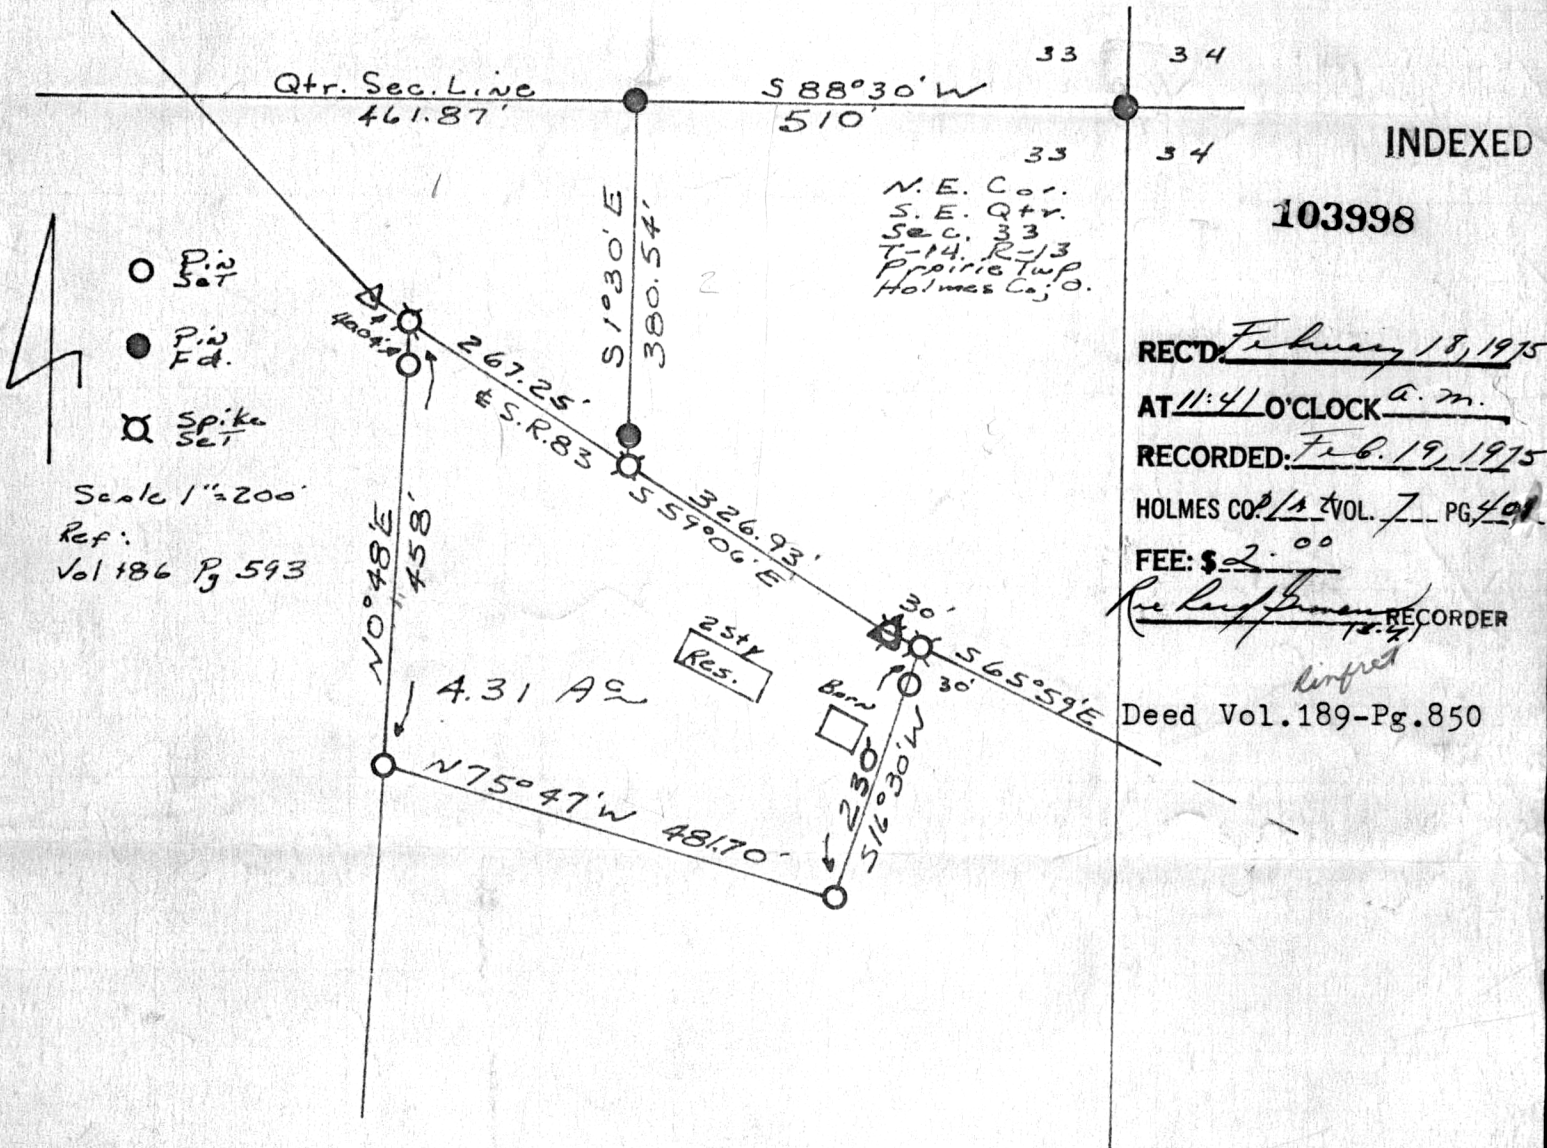 33 34
Qtr. Sec. Line
461.87'
S 88°30' W
510'
33 34
INDEXED
103998
N. E. Cor.
S. E. Qtr.
Sec. 33
T-14, R-13
Prairie Twp.
Holmes Co; O.
1
2
S 1°30' E
380.54'
Pin
Set
Pin
Fd.
Spike
Set
Scale 1"=200'
Ref:
Vol 186 Pg 593
267.25'
℄ S.R. 83
326.93'
S 59°06' E
N 0°48' E
458'
2 Sty
Res.
Barn
4.31 Ac
30'
30'
S 65°59' E
230'
S 16°30' W
N 75°47' W 481.70'
REC'D: February 18, 1975
AT 11:41 O'CLOCK a.m.
RECORDED: Feb. 19, 1975
HOLMES CO. Plat VOL. 7 PG. 401
FEE: $ 2.00
RECORDER
Deed Vol.189-Pg.850